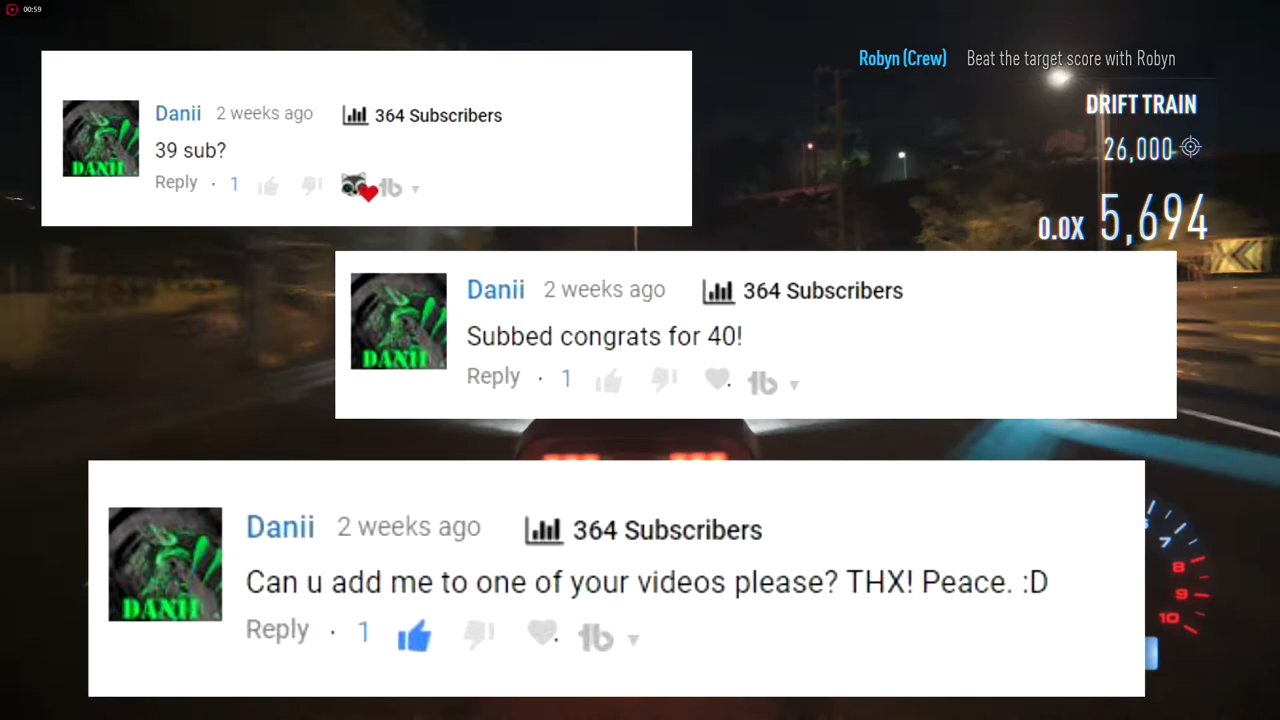 00:59
Robyn (Crew) Beat the target score with Robyn
DRIFT TRAIN
26,000
0.0X 5,694
Danii 2 weeks ago 364 Subscribers
39 sub?
Reply · 1
DANII
Danii 2 weeks ago 364 Subscribers
Subbed congrats for 40!
Reply · 1
DANII
Danii 2 weeks ago 364 Subscribers
Can u add me to one of your videos please? THX! Peace. :D
Reply · 1
DANII
7
8
9
10